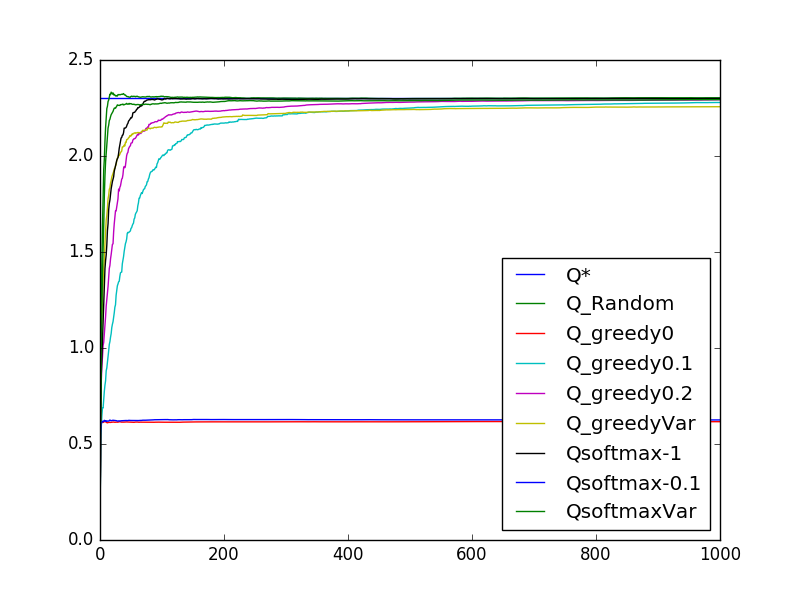 2.5
2.0
1.5
1.0
0.5
0.0
0 200 400 600 800 1000
Q*
Q_Random
Q_greedy0
Q_greedy0.1
Q_greedy0.2
Q_greedyVar
Qsoftmax-1
Qsoftmax-0.1
QsoftmaxVar